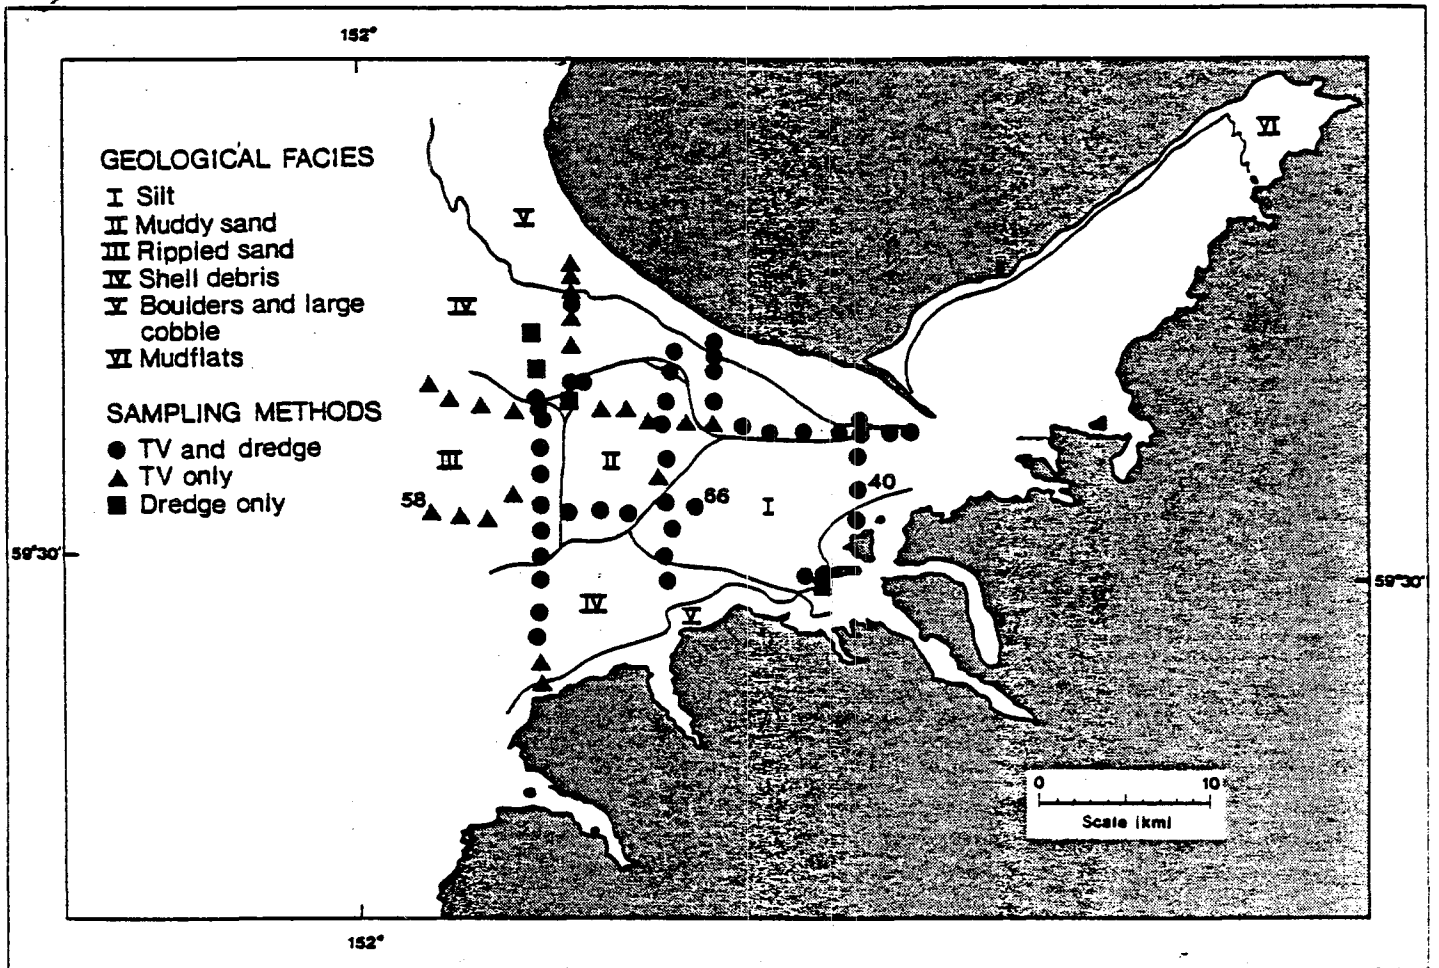 152°
GEOLOGICAL FACIES
I Silt
II Muddy sand
III Rippled sand
IV Shell debris
V Boulders and large
cobble
VI Mudflats
SAMPLING METHODS
TV and dredge
TV only
Dredge only
VI
V
IV
III
II
I
58
66
40
59°30'
59°30'
IV
V
0 10
Scale (km)
152°